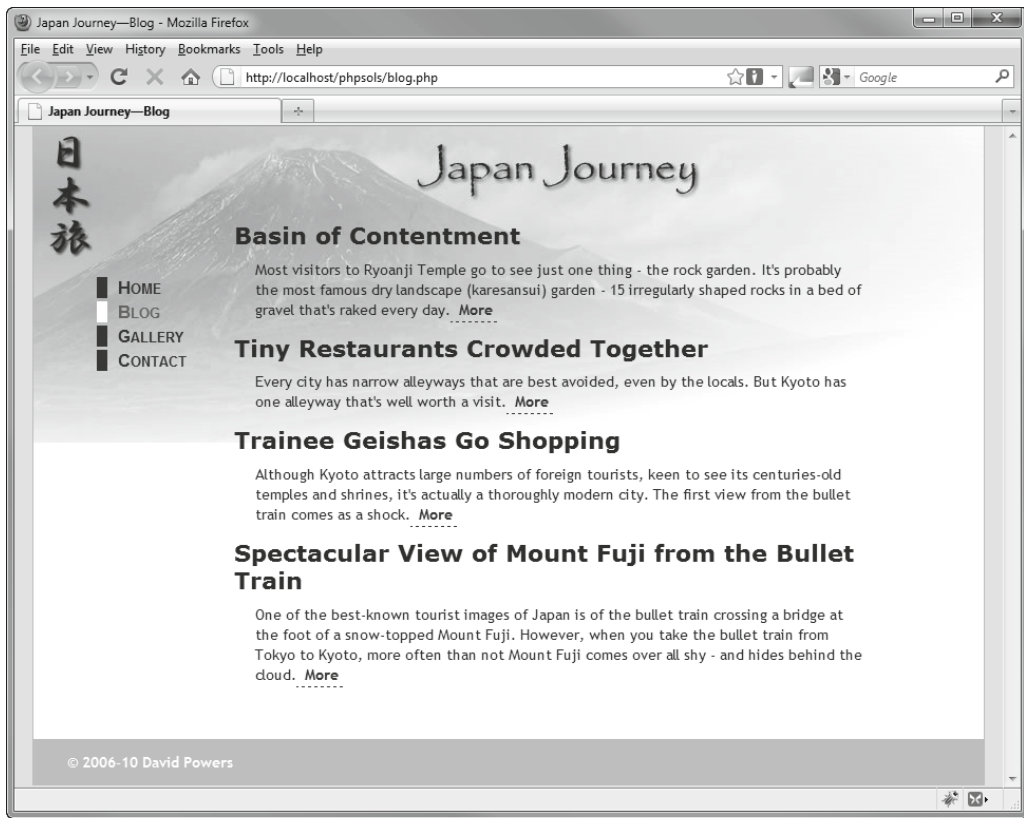 Japan Journey—Blog - Mozilla Firefox
File Edit View History Bookmarks Tools Help
http://localhost/phpsols/blog.php
Google
Japan Journey—Blog
日
本
旅
Japan Journey
HOME
BLOG
GALLERY
CONTACT
Basin of Contentment
Most visitors to Ryoanji Temple go to see just one thing - the rock garden. It's probably
the most famous dry landscape (karesansui) garden - 15 irregularly shaped rocks in a bed of
gravel that's raked every day. More
Tiny Restaurants Crowded Together
Every city has narrow alleyways that are best avoided, even by the locals. But Kyoto has
one alleyway that's well worth a visit. More
Trainee Geishas Go Shopping
Although Kyoto attracts large numbers of foreign tourists, keen to see its centuries-old
temples and shrines, it's actually a thoroughly modern city. The first view from the bullet
train comes as a shock. More
Spectacular View of Mount Fuji from the Bullet
Train
One of the best-known tourist images of Japan is of the bullet train crossing a bridge at
the foot of a snow-topped Mount Fuji. However, when you take the bullet train from
Tokyo to Kyoto, more often than not Mount Fuji comes over all shy - and hides behind the
cloud. More
© 2006-10 David Powers